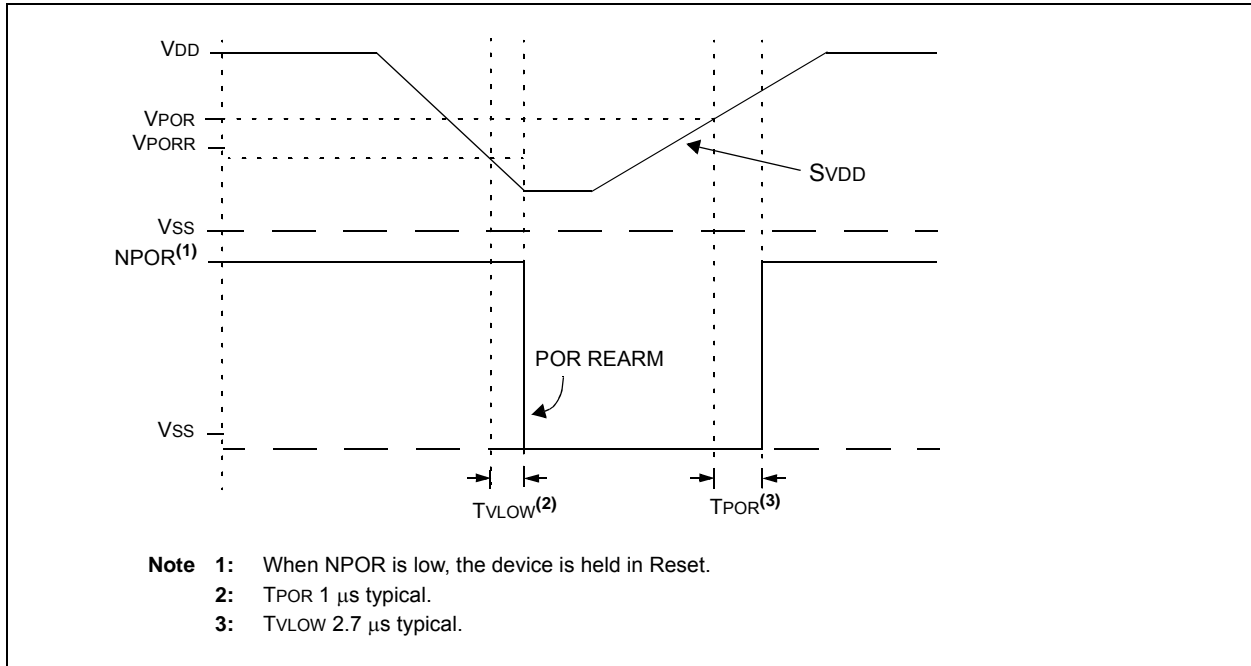 VDD
VPOR
VPORR
SVDD
VSS
NPOR(1)
POR REARM
VSS
TVLOW(2)
TPOR(3)
Note 1: When NPOR is low, the device is held in Reset.
2: TPOR 1 μs typical.
3: TVLOW 2.7 μs typical.